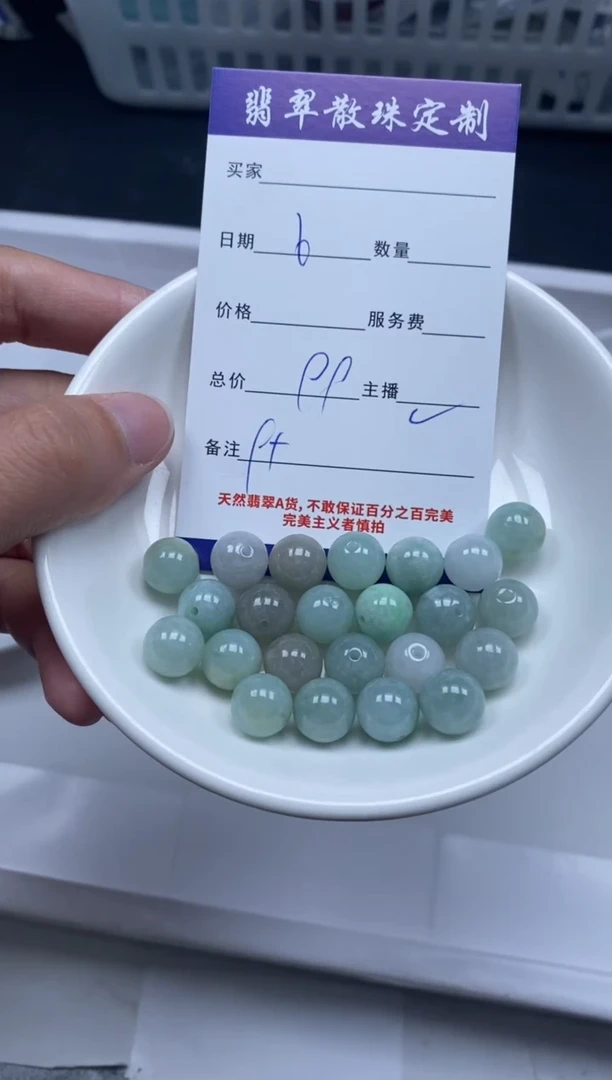 翡翠散珠定制
买家
日期 6 数量
价格 服务费
总价 主播
备注
天然翡翠A货,不敢保证百分之百完美
完美主义者慎拍